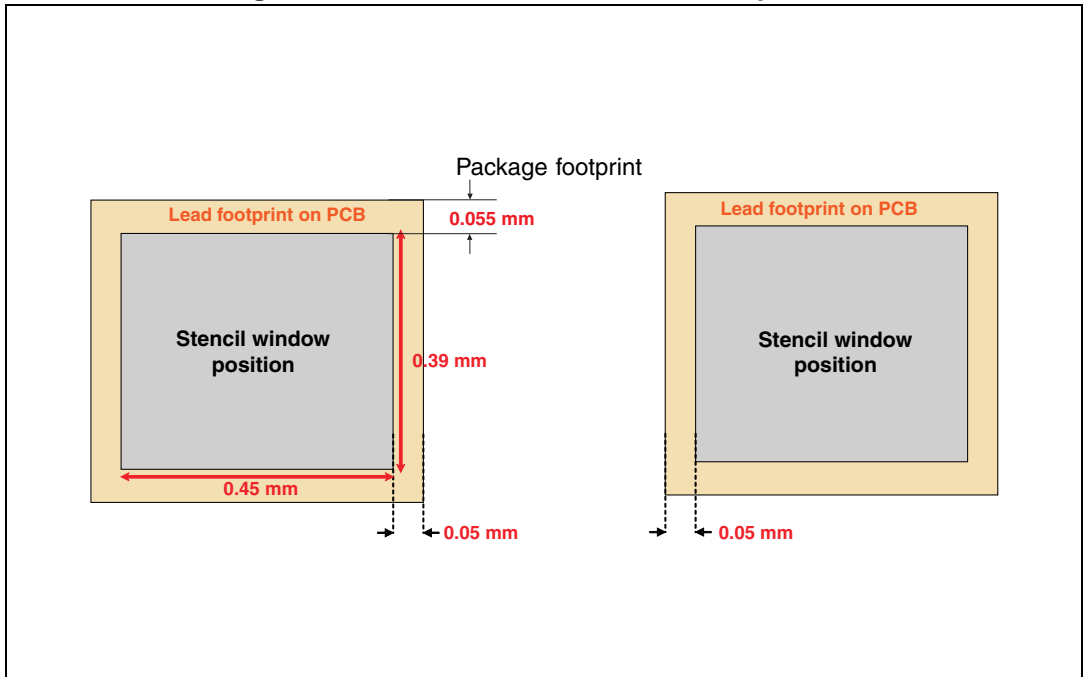 Package footprint
Lead footprint on PCB
0.055 mm
Lead footprint on PCB
Stencil window
position
0.39 mm
Stencil window
position
0.45 mm
0.05 mm
0.05 mm